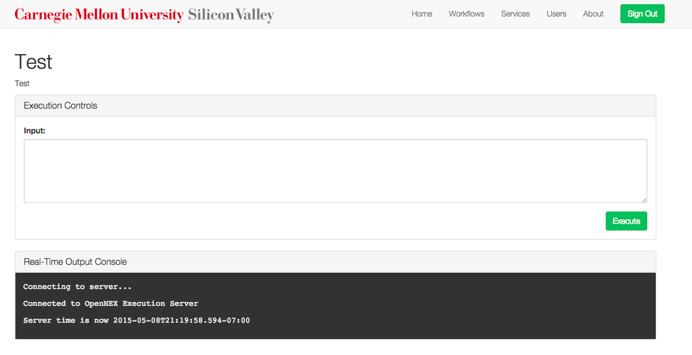 Carnegie Mellon University Silicon Valley
Home Workflows Services Users About Sign Out
Test
Test
Execution Controls
Input:
Execute
Real-Time Output Console
Connecting to server...
Connected to OpenNEX Execution Server
Server time is now 2015-05-08T21:19:58.594-07:00